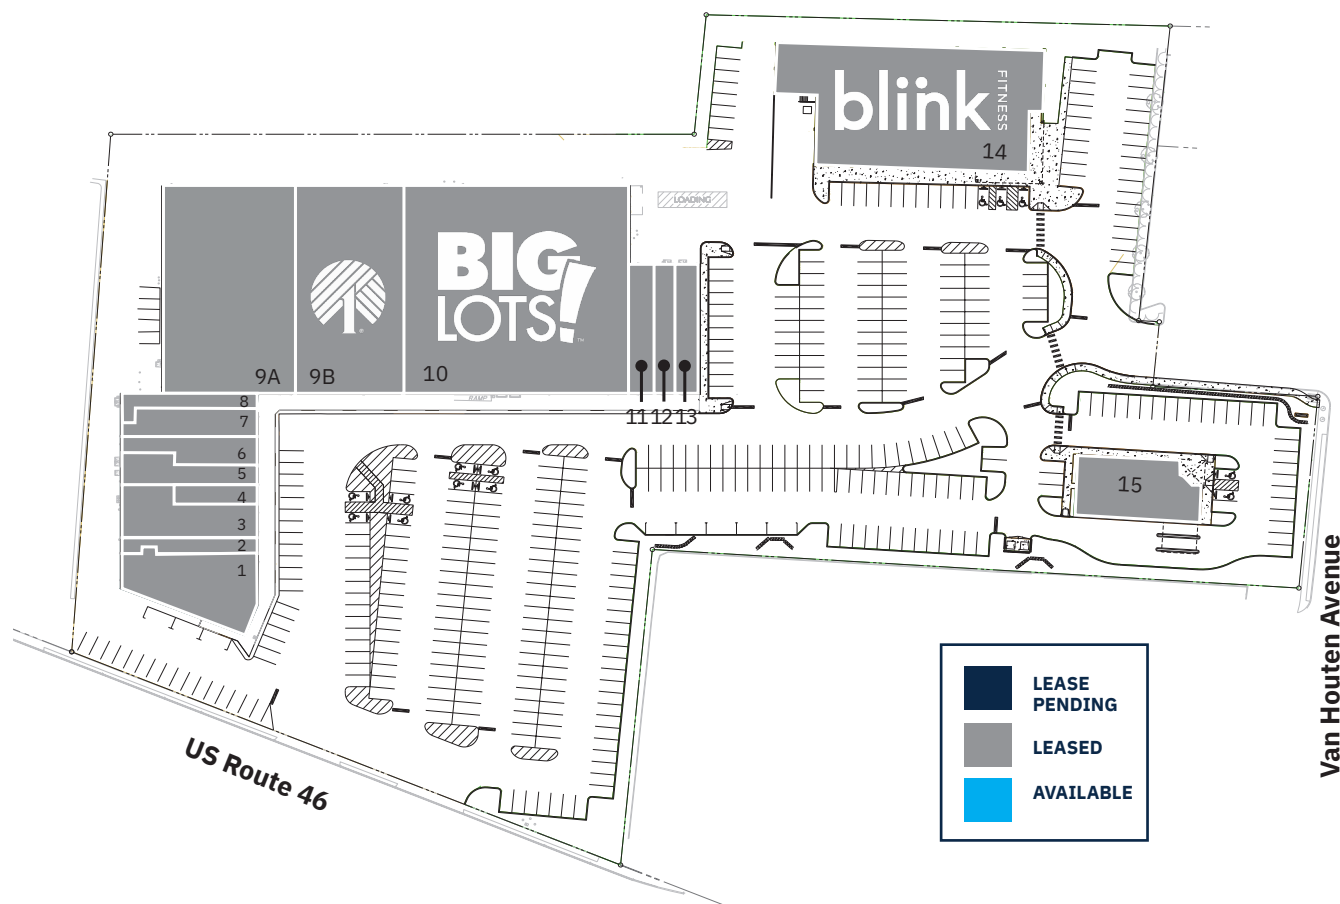 blink
FITNESS
14
LOADING
BIG
LOTS!
9A
9B
10
11
12
13
RAMP
8
7
6
5
4
3
2
1
15
US Route 46
Van Houten Avenue
LEASE
PENDING
LEASED
AVAILABLE